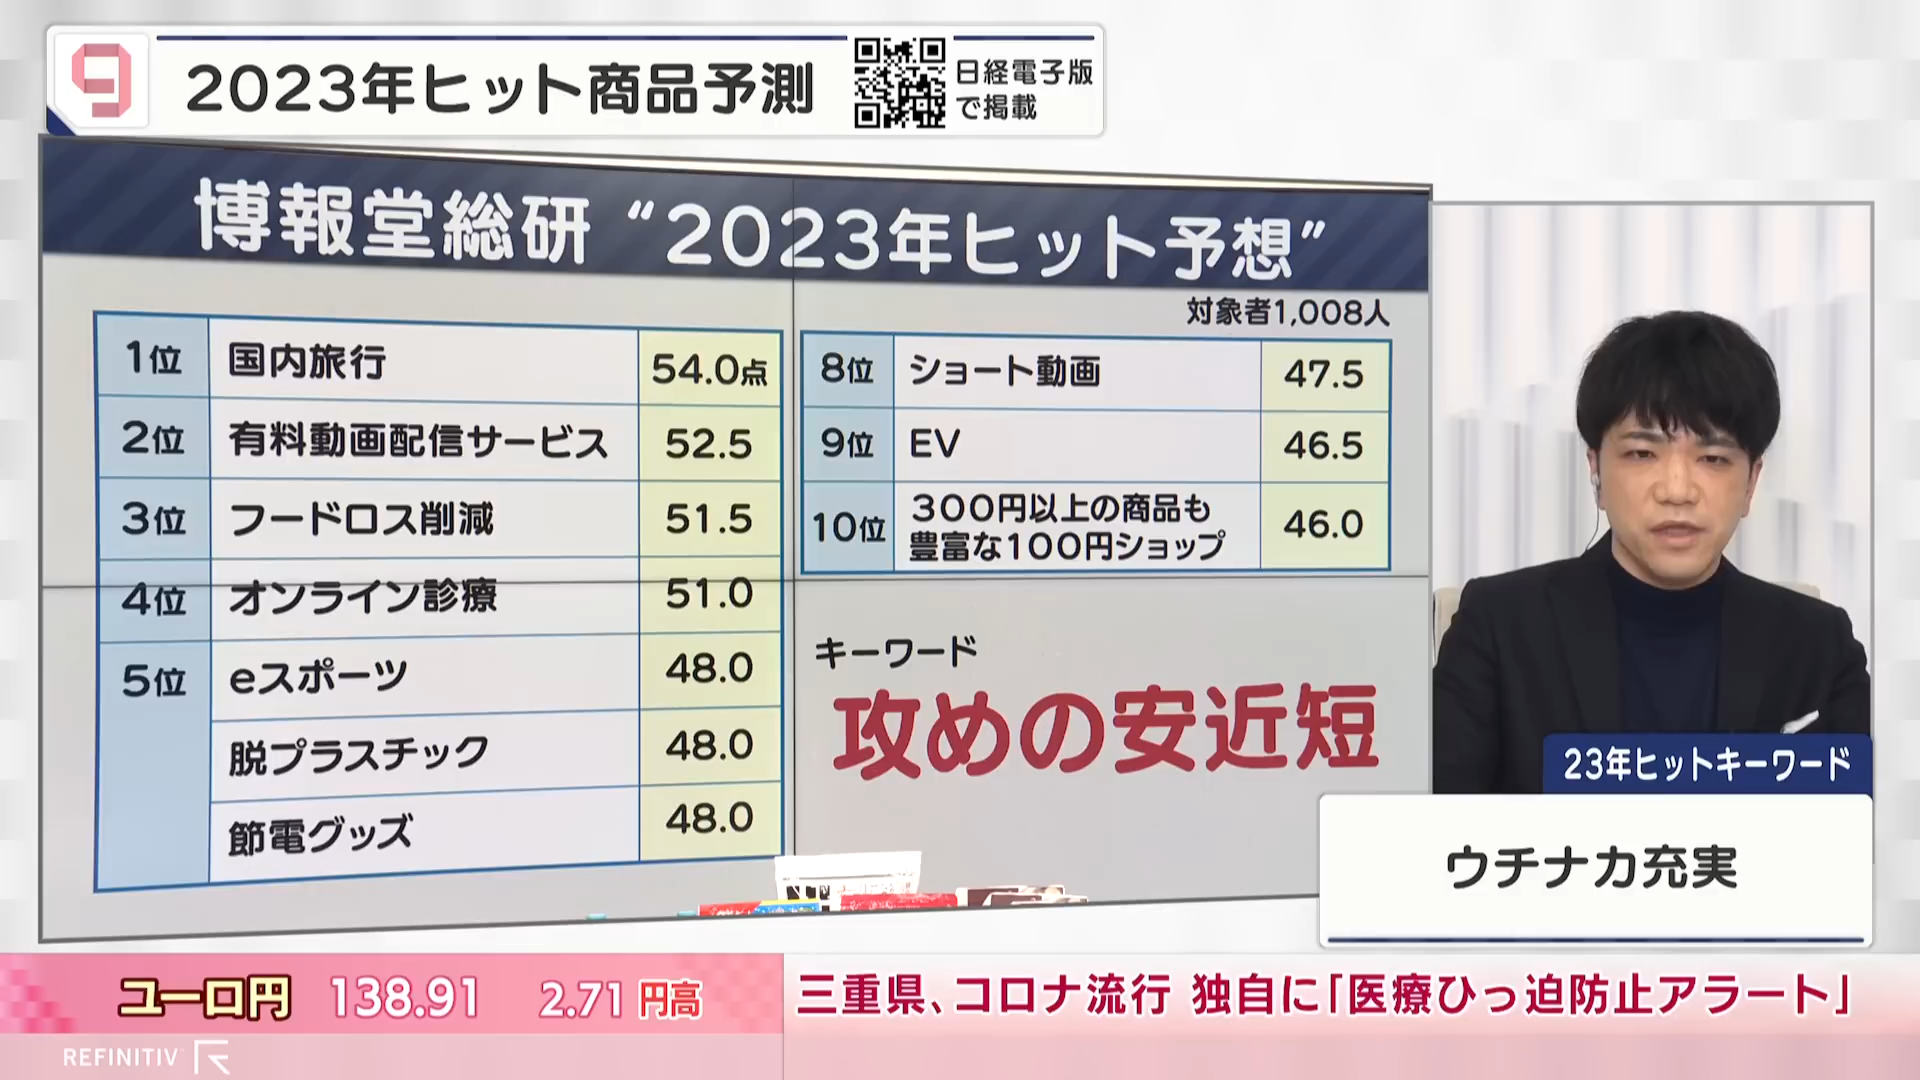 9
2023年ヒット商品予測
日経電子版
で掲載
博報堂総研 “2023年ヒット予想”
対象者1,008人
1位 国内旅行 54.0点
2位 有料動画配信サービス 52.5
3位 フードロス削減 51.5
4位 オンライン診療 51.0
5位 eスポーツ 48.0
脱プラスチック 48.0
節電グッズ 48.0
8位 ショート動画 47.5
9位 EV 46.5
10位 300円以上の商品も
豊富な100円ショップ 46.0
キーワード
攻めの安近短
23年ヒットキーワード
ウチナカ充実
ユーロ円 138.91 2.71 円高
三重県、コロナ流行 独自に「医療ひっ迫防止アラート」
REFINITIV